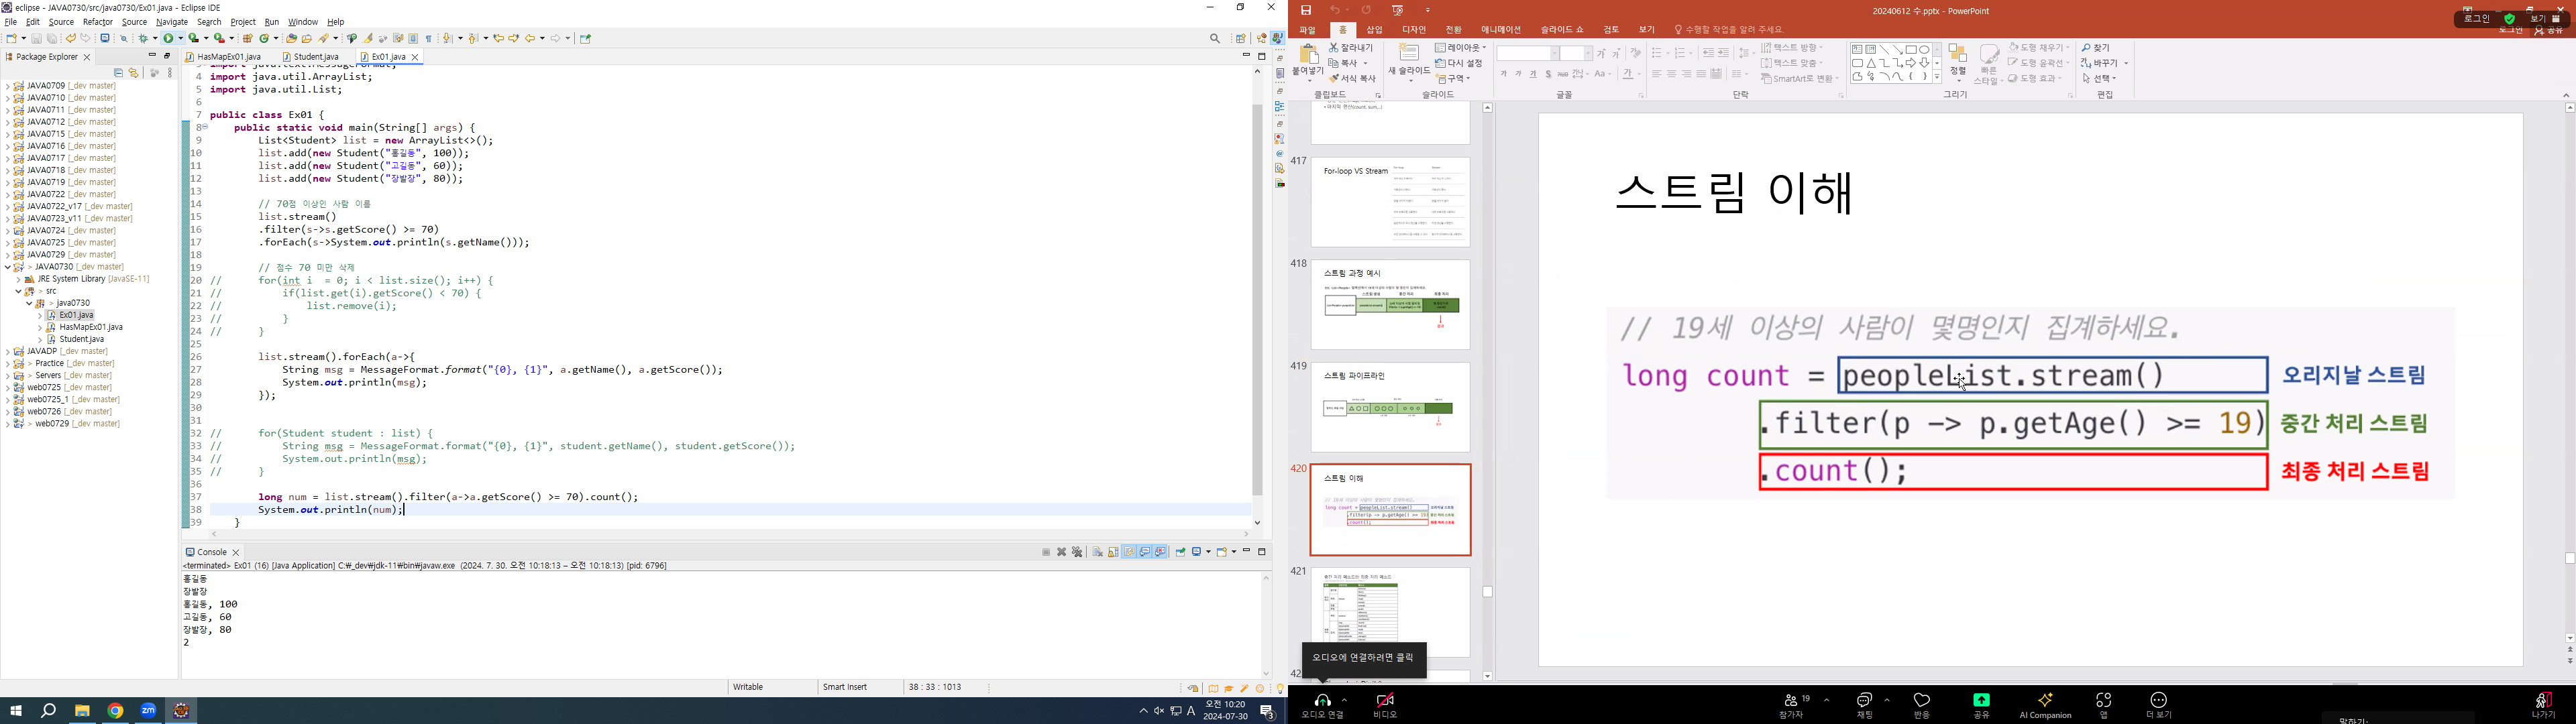 eclipse - JAVA0730/src/java0730/Ex01.java - Eclipse IDE
File Edit Source Refactor Source Navigate Search Project Run Window Help
Package Explorer
JAVA0709 [_dev master]
JAVA0710 [_dev master]
JAVA0711 [_dev master]
JAVA0712 [_dev master]
JAVA0715 [_dev master]
JAVA0716 [_dev master]
JAVA0717 [_dev master]
JAVA0718 [_dev master]
JAVA0719 [_dev master]
JAVA0722 [_dev master]
JAVA0722_v17 [_dev master]
JAVA0723_v11 [_dev master]
JAVA0724 [_dev master]
JAVA0725 [_dev master]
JAVA0729 [_dev master]
> JAVA0730 [_dev master]
JRE System Library [JavaSE-11]
> src
> java0730
Ex01.java
HasMapEx01.java
Student.java
JAVADP [_dev master]
> Practice [_dev master]
> Servers [_dev master]
web0725 [_dev master]
web0725_1 [_dev master]
web0726 [_dev master]
> web0729 [_dev master]
HasMapEx01.java Student.java Ex01.java
4 import java.util.ArrayList;
5 import java.util.List;
6
7 public class Ex01 {
8 public static void main(String[] args) {
9 List<Student> list = new ArrayList<>();
10 list.add(new Student("홍길동", 100));
11 list.add(new Student("고길동", 60));
12 list.add(new Student("장발장", 80));
13
14 // 70점 이상인 사람 이름
15 list.stream()
16 .filter(s->s.getScore() >= 70)
17 .forEach(s->System.out.println(s.getName()));
18
19 // 점수 70 미만 삭제
20 // for(int i = 0; i < list.size(); i++) {
21 // if(list.get(i).getScore() < 70) {
22 // list.remove(i);
23 // }
24 // }
25
26 list.stream().forEach(a->{
27 String msg = MessageFormat.format("{0}, {1}", a.getName(), a.getScore());
28 System.out.println(msg);
29 });
30
31
32 // for(Student student : list) {
33 // String msg = MessageFormat.format("{0}, {1}", student.getName(), student.getScore());
34 // System.out.println(msg);
35 // }
36
37 long num = list.stream().filter(a->a.getScore() >= 70).count();
38 System.out.println(num);
39 }
Console
<terminated> Ex01 (16) [Java Application] C:₩_dev₩jdk-11₩bin₩javaw.exe (2024. 7. 30. 오전 10:18:13 – 오전 10:18:13) [pid: 6796]
홍길동
장발장
홍길동, 100
고길동, 60
장발장, 80
2
Writable Smart Insert 38 : 33 : 1013
zm
A
오전 10:20
2024-07-30
3
20240612 수.pptx - PowerPoint
로그인 보기
파일 홈 삽입 디자인 전환 애니메이션 슬라이드 쇼 검토 보기 수행할 작업을 알려 주세요. 로그인 공유
붙여넣기 잘라내기 복사 서식 복사
새 슬라이드 레이아웃 다시 설정 구역
텍스트 방향 텍스트 맞춤 SmartArt로 변환
정렬 빠른 스타일 도형 채우기 도형 윤곽선 도형 효과
찾기 바꾸기 선택
클립보드 슬라이드 글꼴 단락 그리기 편집
417
For-loop VS Stream
418
스트림 과정 예시
419
스트림 파이프라인
420
스트림 이해
421
중간 처리 메소드와 최종 처리 메소드
오디오에 연결하려면 클릭
스트림 이해
// 19세 이상의 사람이 몇명인지 집계하세요.
long count = peopleList.stream() 오리지날 스트림
.filter(p -> p.getAge() >= 19) 중간 처리 스트림
.count(); 최종 처리 스트림
오디오 연결 비디오 참가자 19 채팅 반응 공유 AI Companion 앱 더 보기 나가기
말하기: